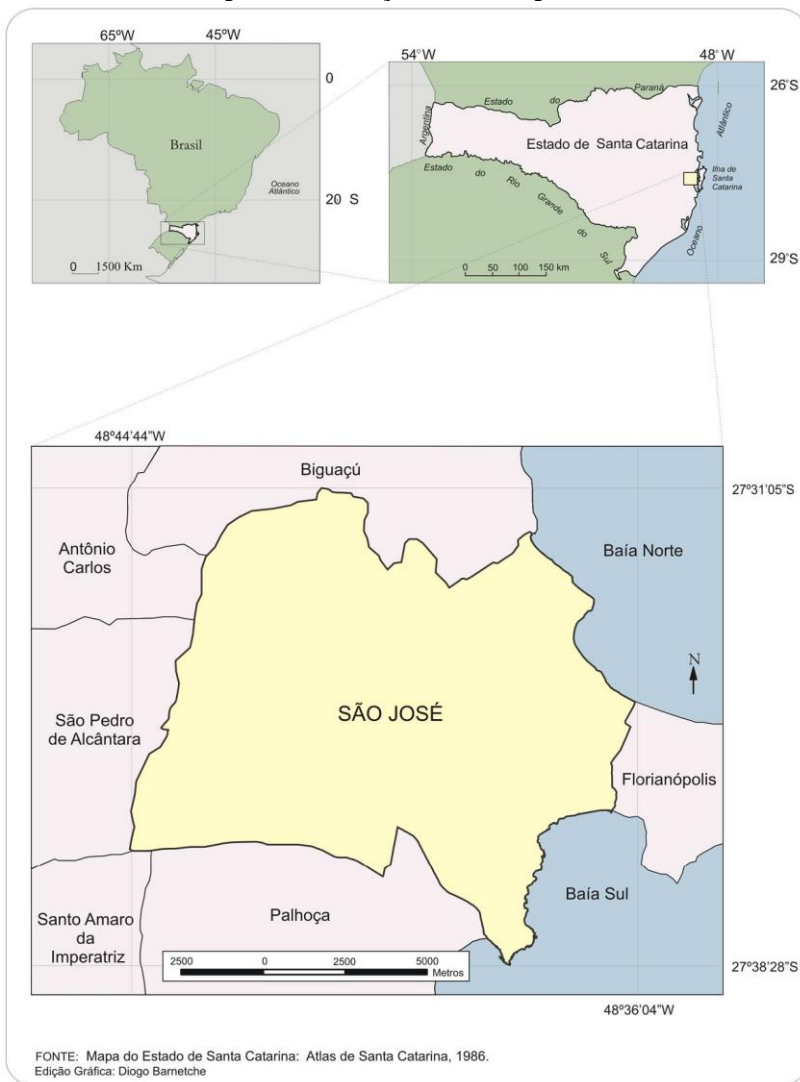 65ºW
45ºW
0
Brasil
Oceano
Atlântico
20 S
0 1500 Km
54°W
48°W
26°S
Estado do Paraná
Argentina
Atlântico
Estado de Santa Catarina
Ilha de
Santa
Catarina
Estado do Rio Grande do Sul
Oceano
0 50 100 150 km
29°S
48º44'44"W
Biguaçú
27º31'05"S
Antônio
Carlos
Baía Norte
N
SÃO JOSÉ
São Pedro
de Alcântara
Florianópolis
Baía Sul
Santo Amaro
da
Imperatriz
Palhoça
2500 0 2500 5000
Metros
27º38'28"S
48º36'04"W
FONTE: Mapa do Estado de Santa Catarina: Atlas de Santa Catarina, 1986.
Edição Gráfica: Diogo Barnetche